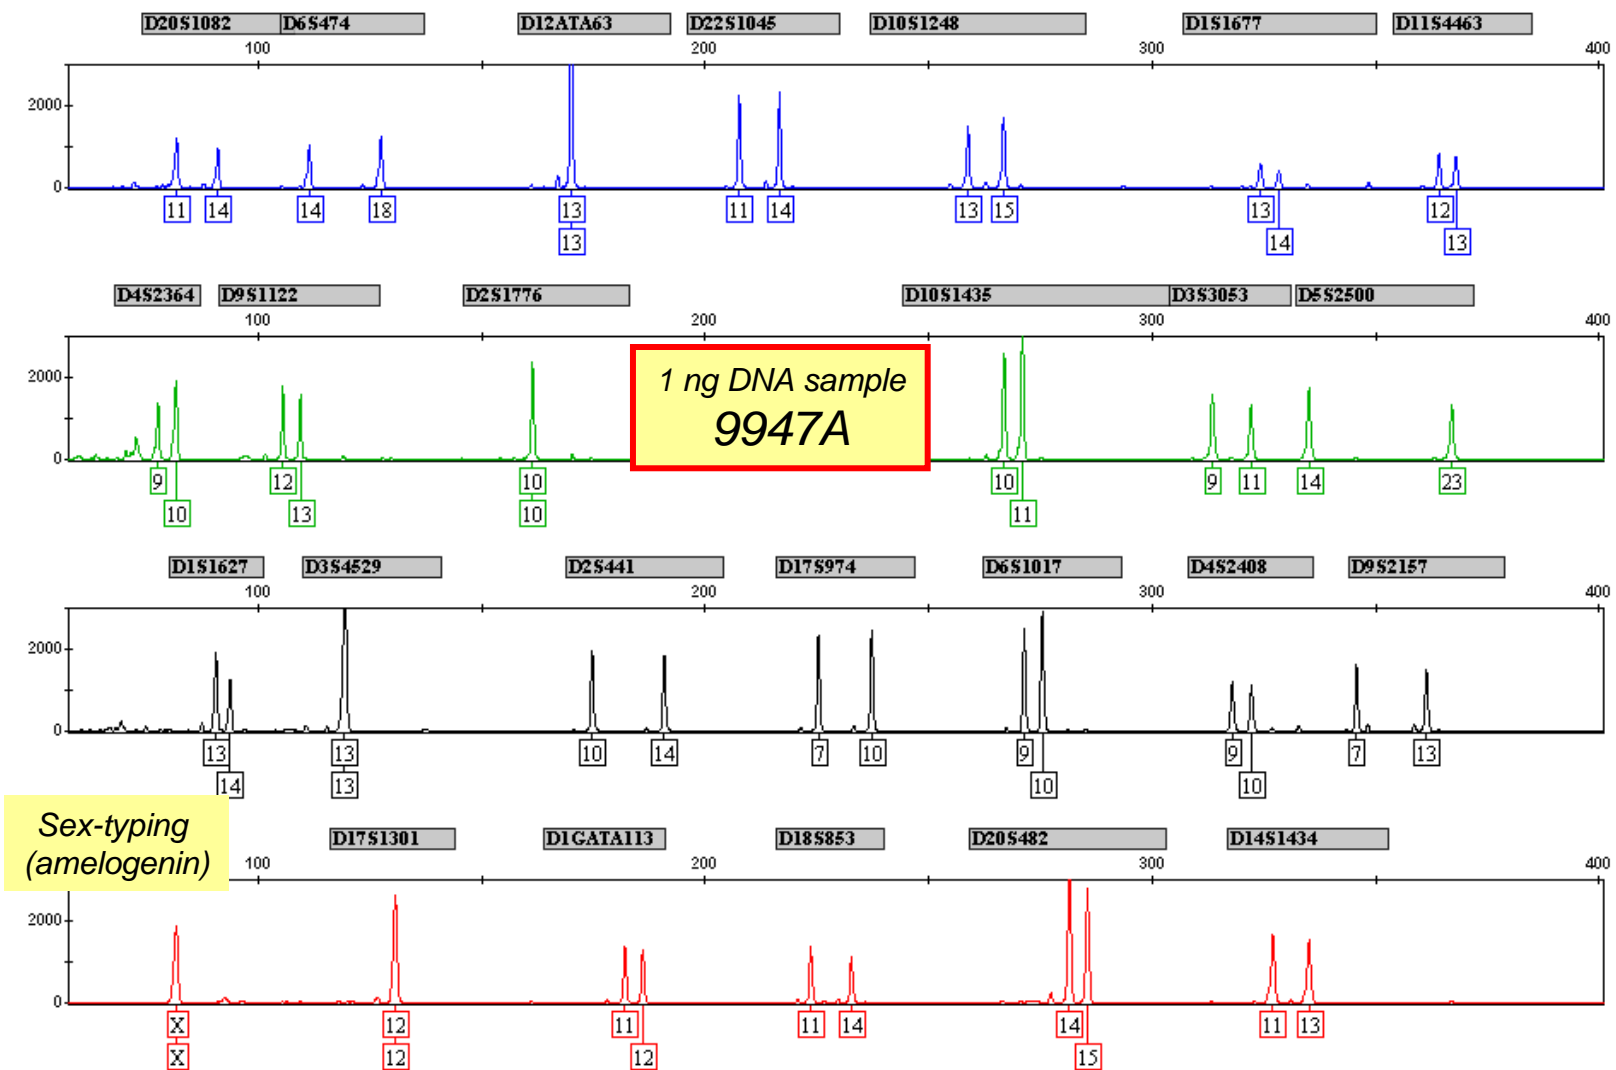 D20S1082 D6S474 D12ATA63 D22S1045 D10S1248 D1S1677 D11S4463
100 200 300 400
2000
0
11 14 14 18 13 11 14 13 15 13 12
13 14 13
D4S2364 D9S1122 D2S1776 D10S1435 D3S3053 D5S2500
100 200 300 400
2000
0
1 ng DNA sample
9947A
9 12 10 10 9 11 14 23
10 13 10 11
D1S1627 D3S4529 D2S441 D17S974 D6S1017 D4S2408 D9S2157
100 200 300 400
2000
0
13 13 10 14 7 10 9 9 7 13
14 13 10 10
Sex-typing
(amelogenin)
D17S1301 D1GATA113 D18S853 D20S482 D14S1434
100 200 300 400
2000
0
X 12 11 11 14 14 11 13
X 12 12 15